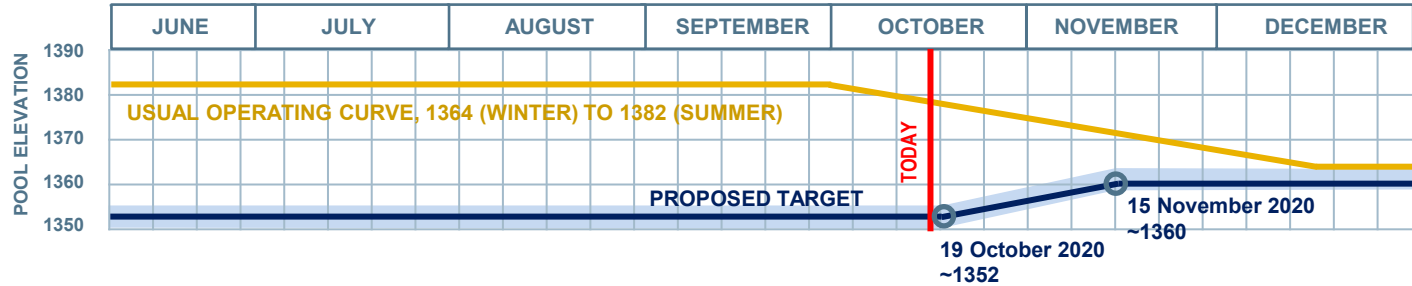 JUNE
JULY
AUGUST
SEPTEMBER
OCTOBER
NOVEMBER
DECEMBER
POOL ELEVATION
1390
1380
1370
1360
1350
USUAL OPERATING CURVE, 1364 (WINTER) TO 1382 (SUMMER)
TODAY
PROPOSED TARGET
15 November 2020
~1360
19 October 2020
~1352